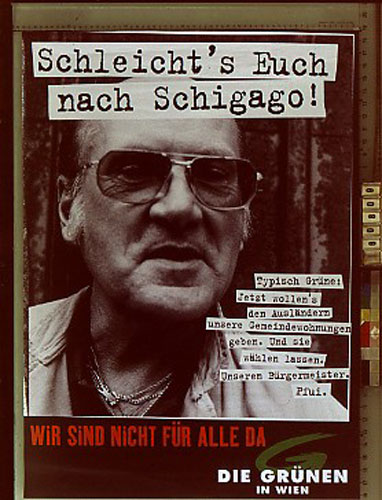 Schleicht's Euch
nach Schigago!
Typisch Grüne:
Jetzt wollen's
den Ausländern
unsere Gemeindewohnungen
geben. Und sie
wählen lassen.
Unseren Bürgermeister.
Pfui.
WiR SiND NiCHT FÜR ALLE DA
DIE GRÜNEN
IN WIEN